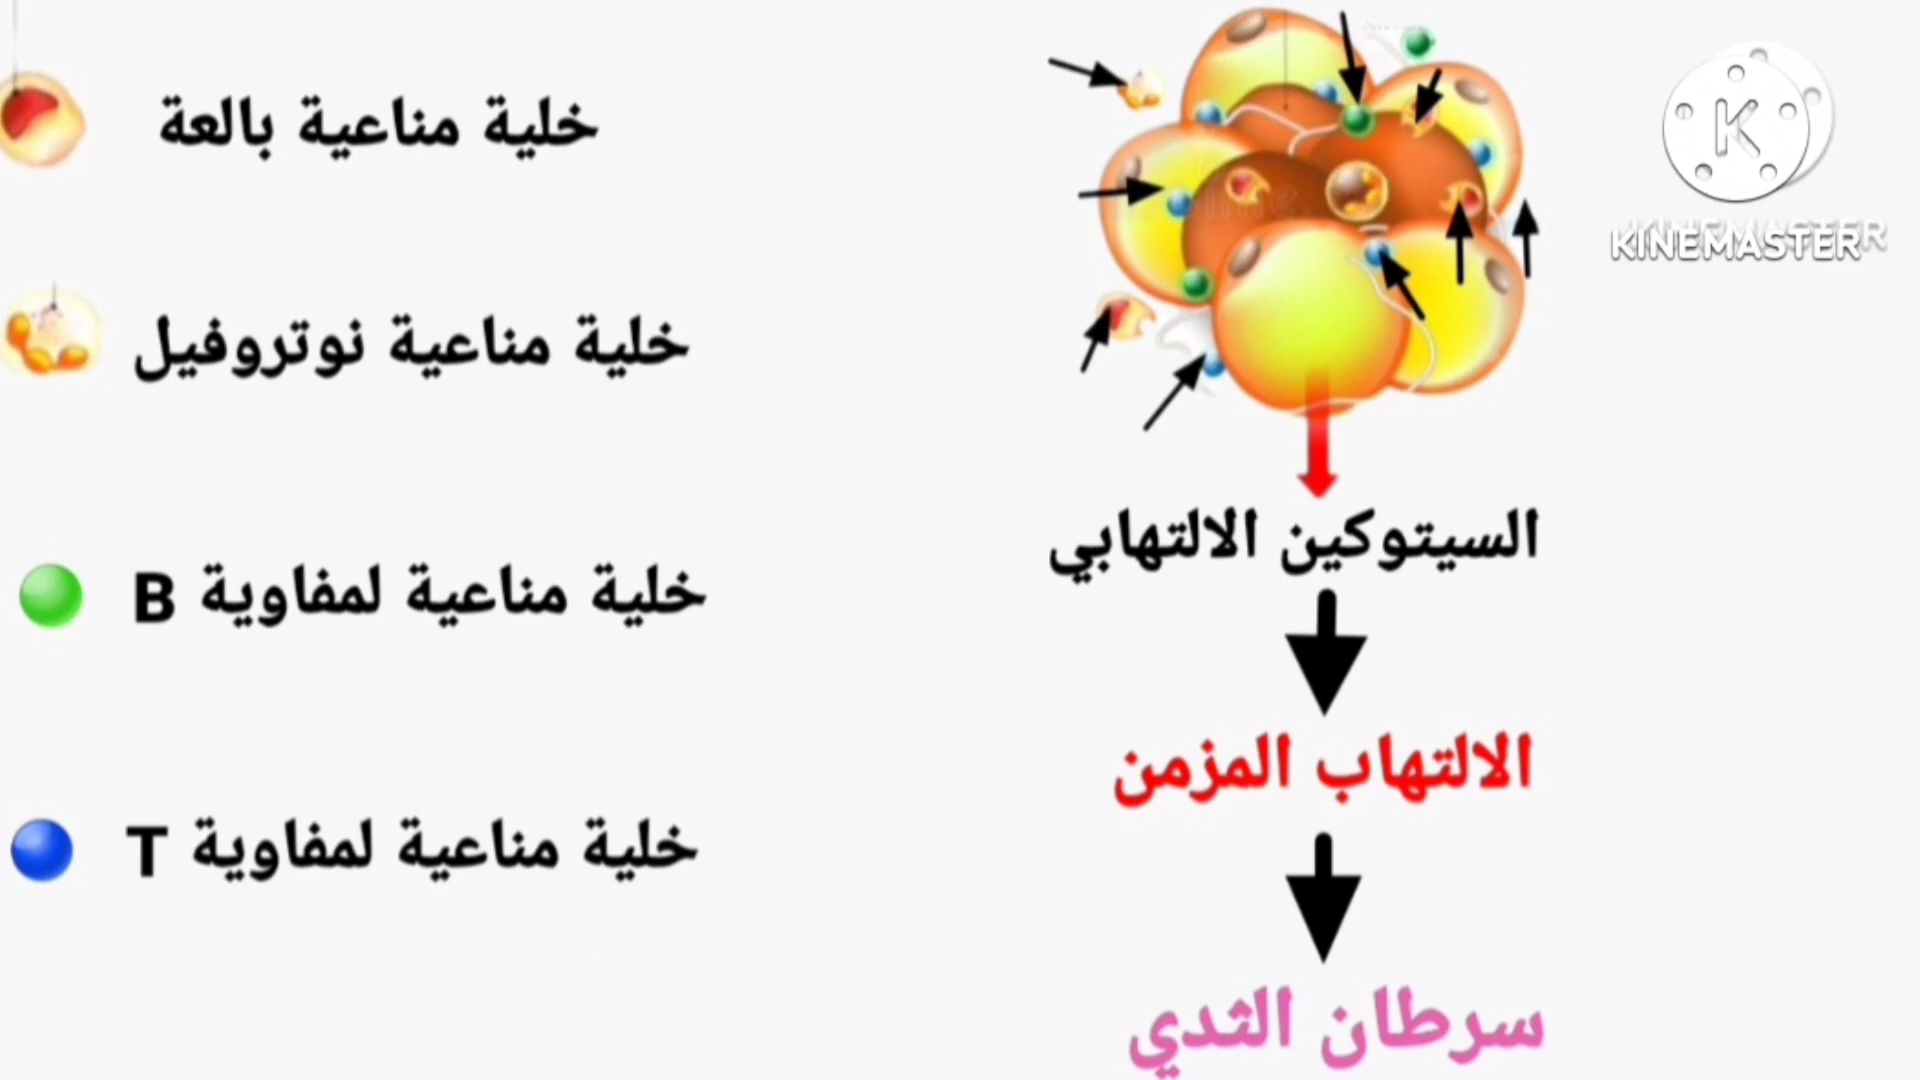 خلية مناعية بالعة
خلية مناعية نوتروفيل
خلية مناعية لمفاوية B
خلية مناعية لمفاوية T
السيتوكين الالتهابي
الالتهاب المزمن
سرطان الثدي
K
KINEMASTER